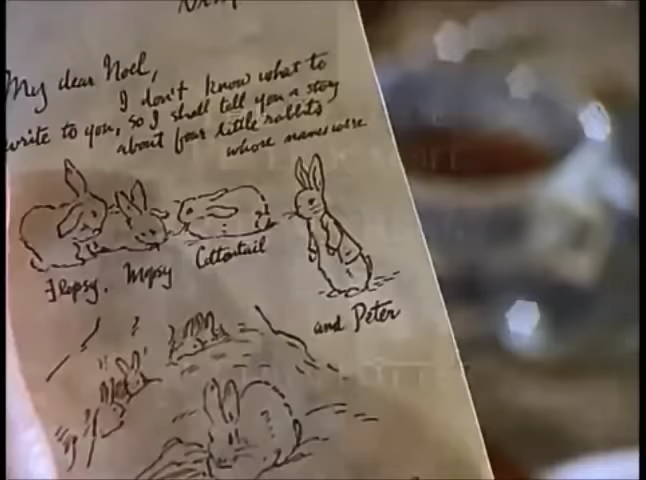 My dear Noel,
I don't know what to
write to you, so I shall tell you a story
about four little rabbits
whose names were
Flopsy, Mopsy Cottontail
and Peter